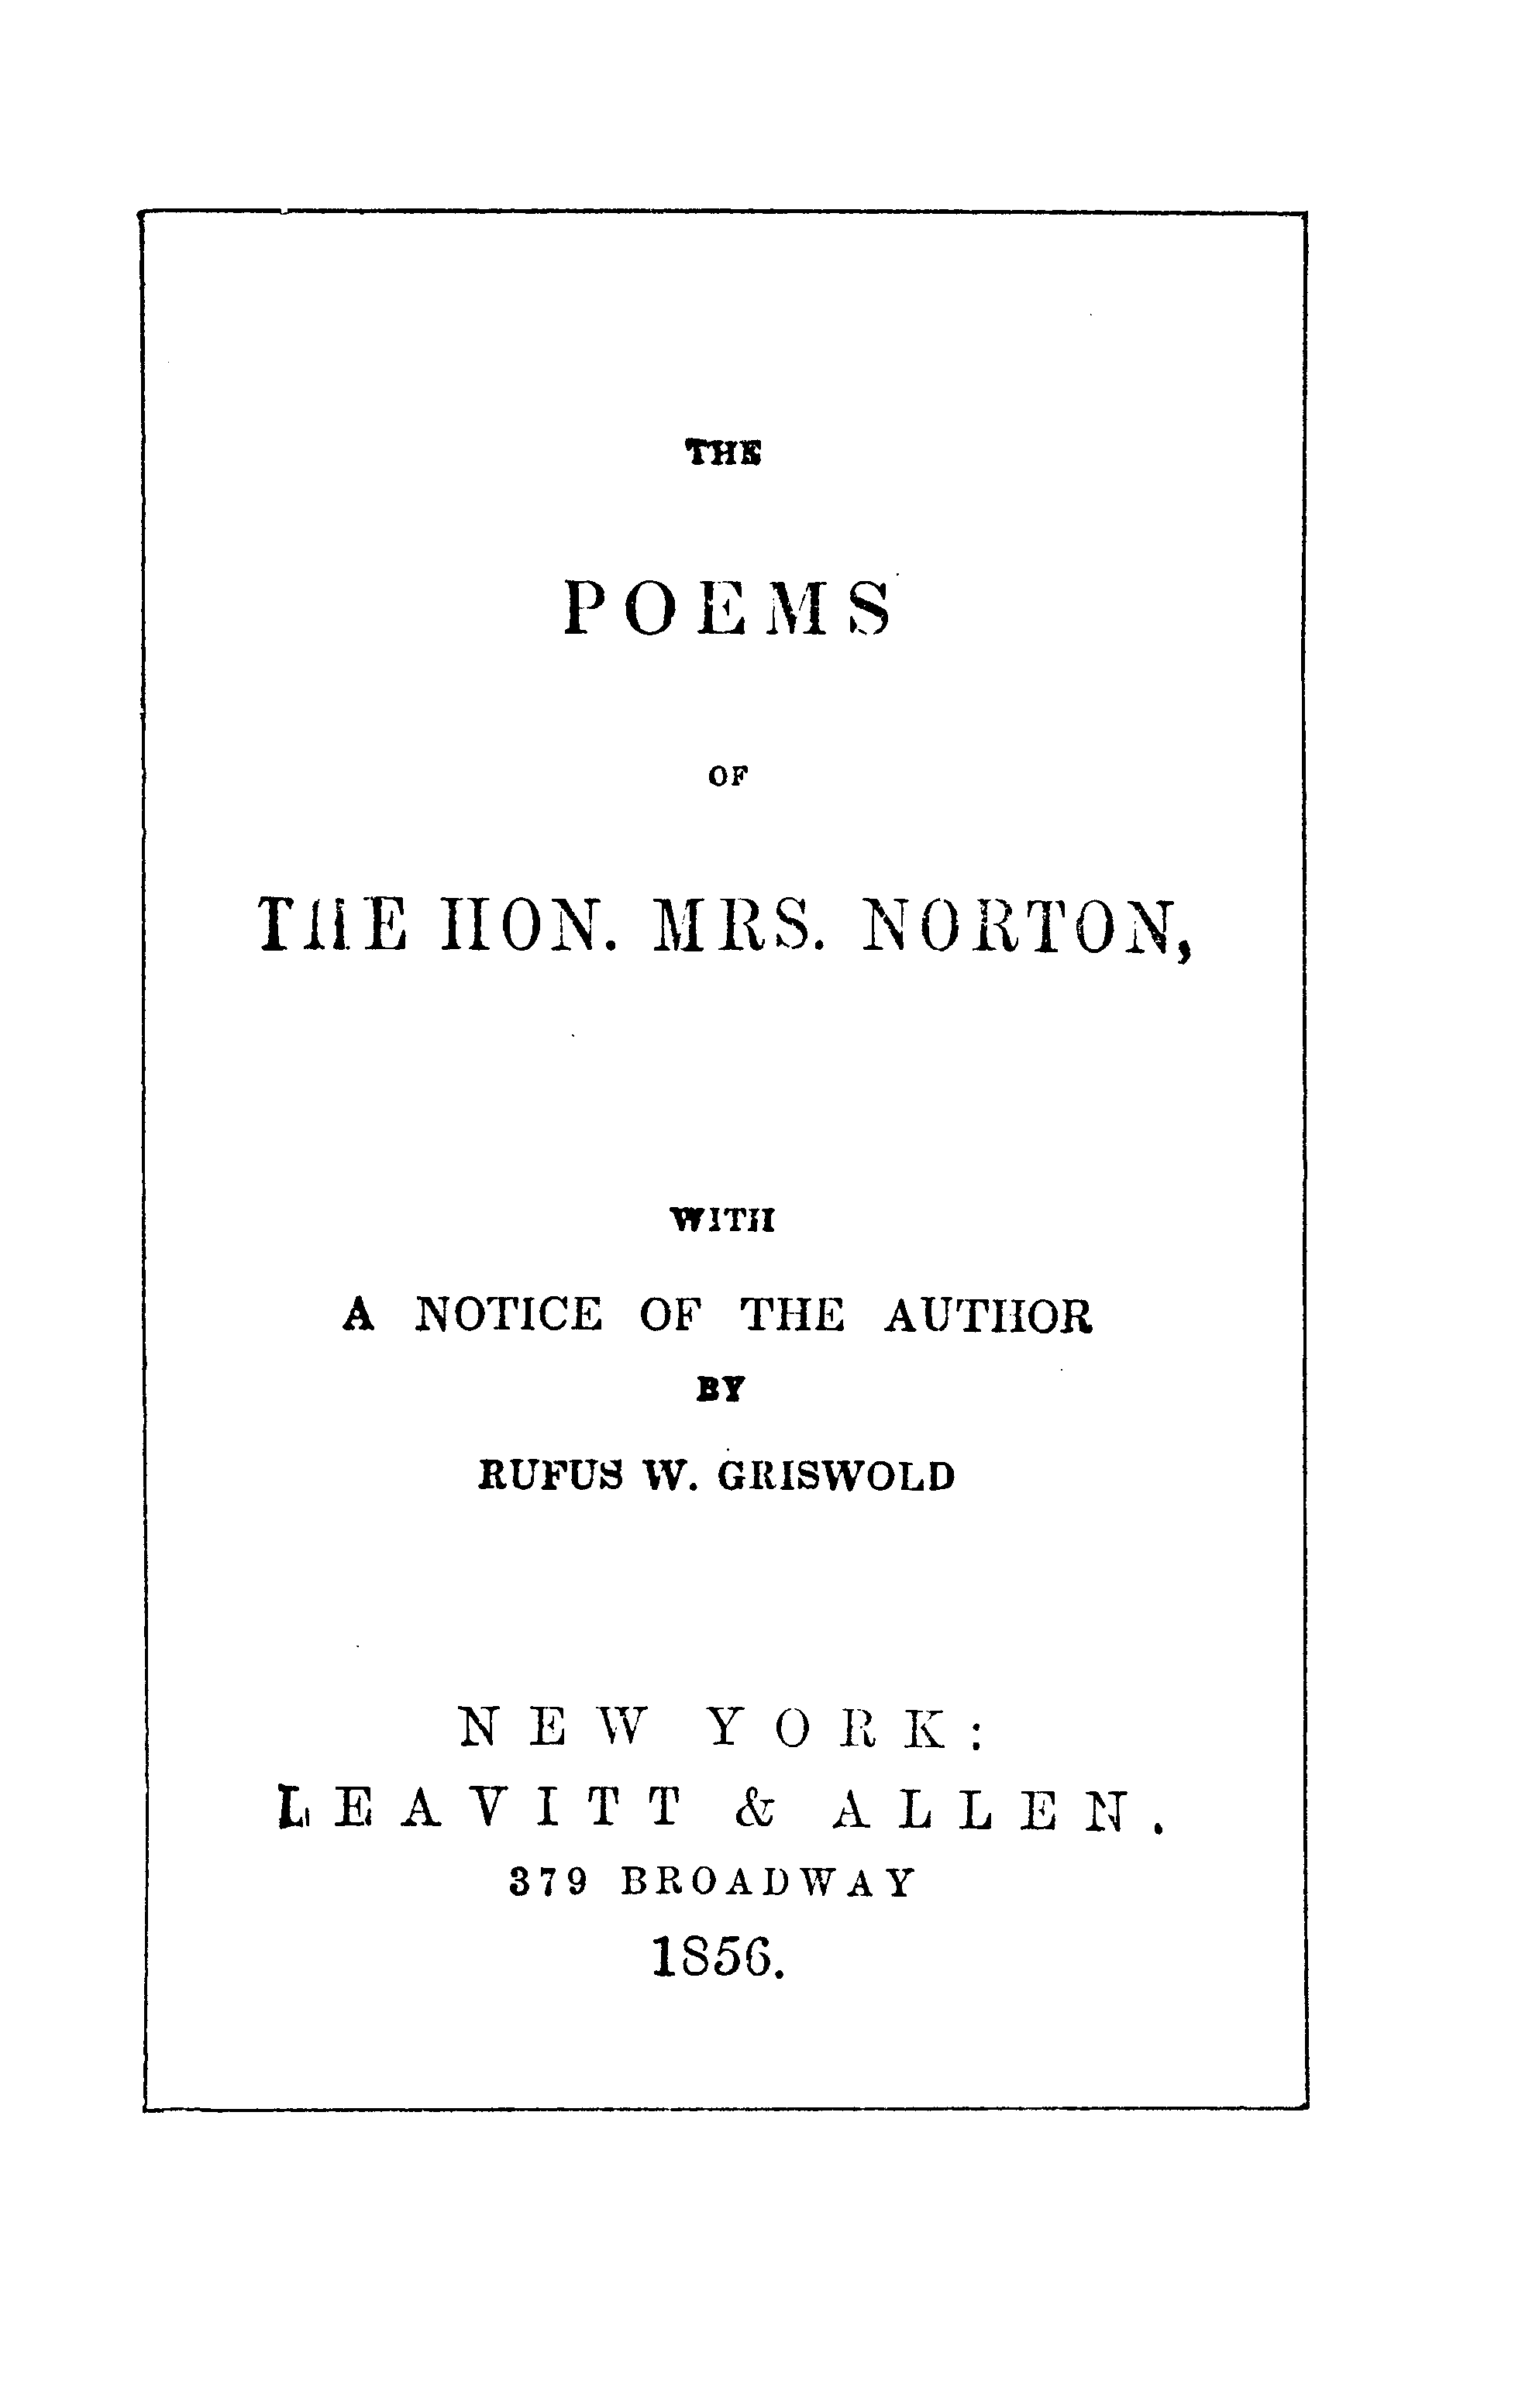 THE
POEMS
OF
THE HON. MRS. NORTON,
WITH
A NOTICE OF THE AUTHOR
BY
RUFUS W. GRISWOLD
NEW YORK:
LEAVITT & ALLEN.
379 BROADWAY
1856.